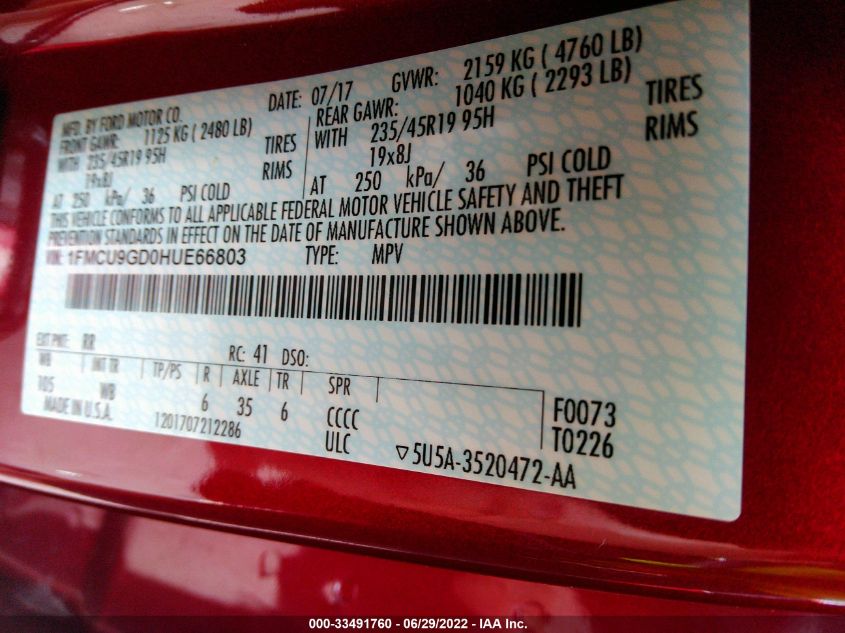 MFD. BY FORD MOTOR CO. DATE: 07/17 GVWR: 2159 KG ( 4760 LB)
FRONT GAWR: 1125 KG ( 2480 LB) REAR GAWR: 1040 KG ( 2293 LB)
WITH 235/45R19 95H TIRES WITH 235/45R19 95H TIRES
19x8J RIMS 19x8J RIMS
AT 250 kPa/ 36 PSI COLD AT 250 kPa/ 36 PSI COLD
THIS VEHICLE CONFORMS TO ALL APPLICABLE FEDERAL MOTOR VEHICLE SAFETY AND THEFT
PREVENTION STANDARDS IN EFFECT ON THE DATE OF MANUFACTURE SHOWN ABOVE.
VIN: 1FMCU9GD0HUE66803 TYPE: MPV
EXT PNT: RR RC: 41 DSO:
WB INT TR TP/PS R AXLE TR SPR
105 WB 6 35 6 CCCC F0073
MADE IN U.S.A. 1201707212286 ULC T0226
▽5U5A-3520472-AA
000-33491760 - 06/29/2022 - IAA Inc.